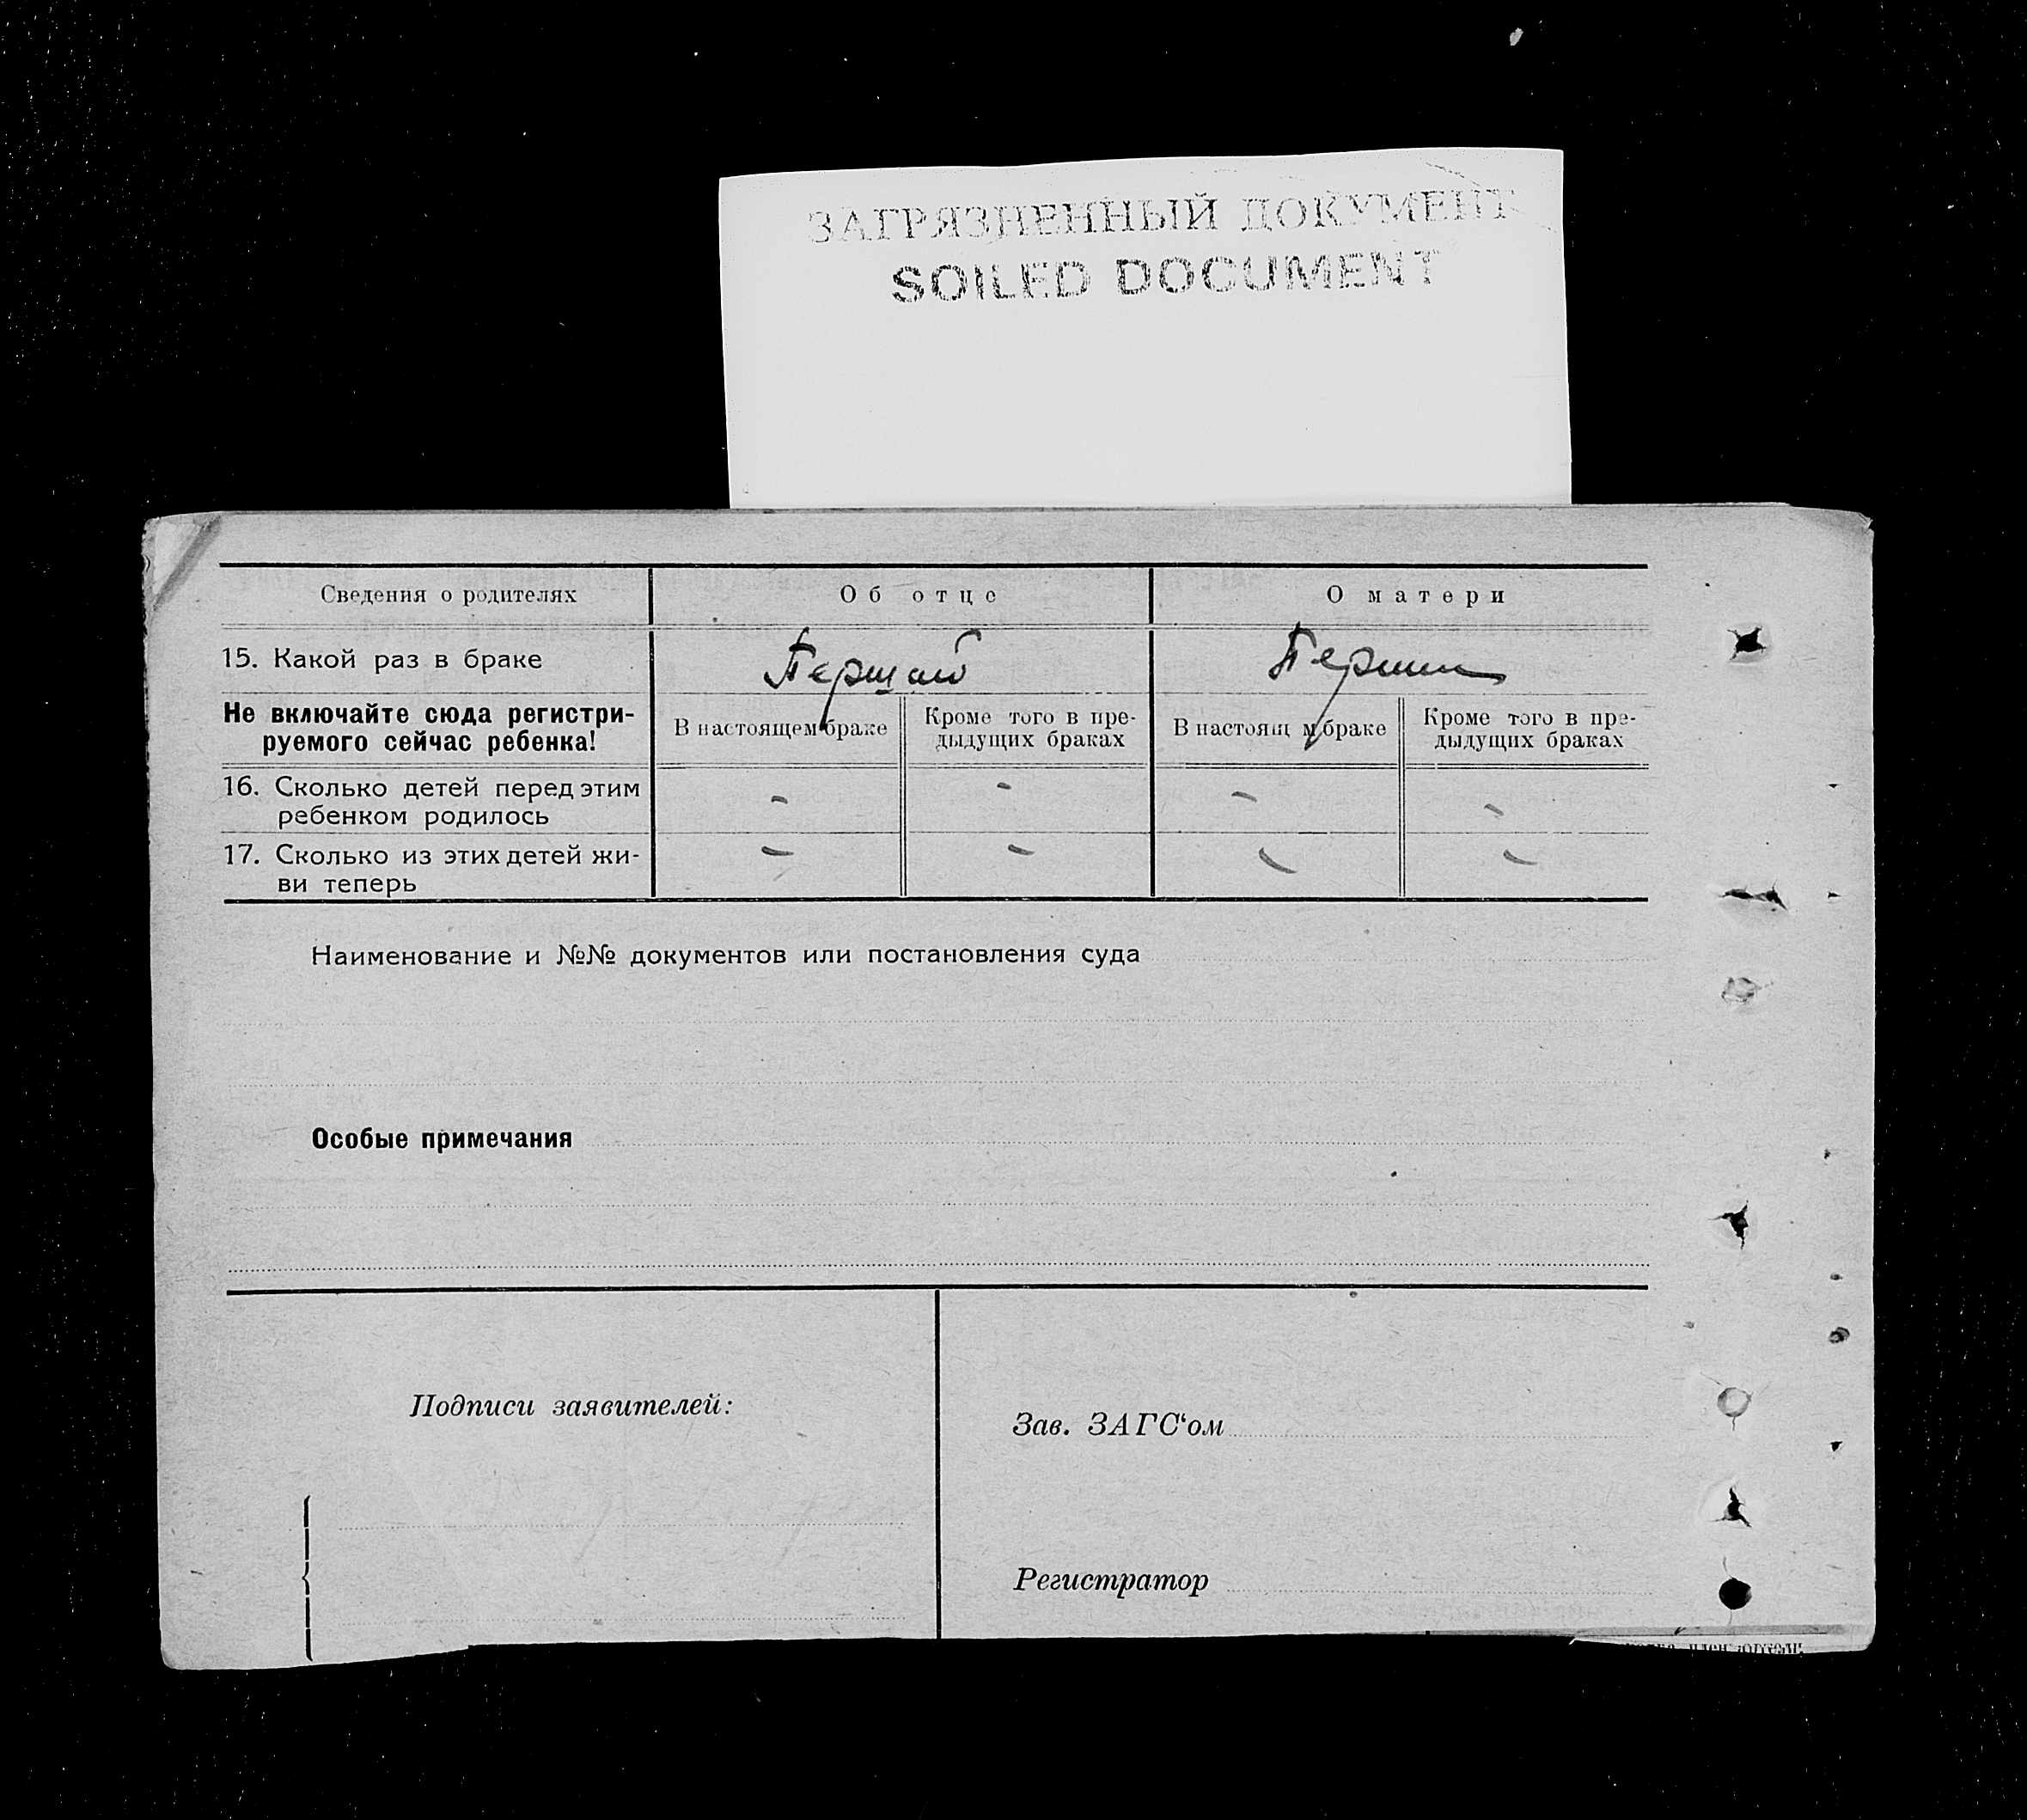 ЗАГРЯЗНЕННЫЙ ДОКУМЕНТ
SOILED DOCUMENT
Сведения о родителях Об отце О матери
15. Какой раз в браке
Не включайте сюда регистри-
руемого сейчас ребенка!
В настоящем браке
Кроме того в пре-
дыдущих браках
В настоящ м браке
Кроме того в пре-
дыдущих браках
16. Сколько детей перед этим
ребенком родилось - - - -
17. Сколько из этих детей жи-
ви теперь - - - -
Наименование и №№ документов или постановления суда
Особые примечания
Подписи заявителей:
Зав. ЗАГС‘ом
Регистратор